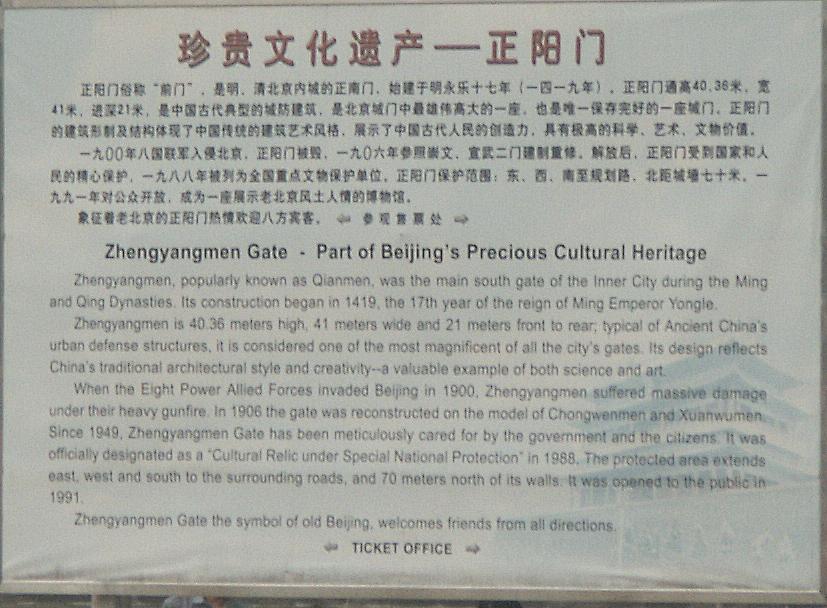 珍贵文化遗产——正阳门
正阳门俗称“前门”，是明、清北京内城的正南门，始建于明永乐十七年（一四一九年），正阳门通高40.36米，宽
41米，进深21米，是中国古代典型的城防建筑，是北京城门中最雄伟高大的一座，也是唯一保存完好的一座城门，正阳门
的建筑形制及结构体现了中国传统的建筑艺术风格，展示了中国古代人民的创造力，具有极高的科学、艺术、文物价值。
一九00年八国联军入侵北京，正阳门被毁，一九0六年参照崇文、宣武二门建制重修。解放后，正阳门受到国家和人
民的精心保护，一九八八年被列为全国重点文物保护单位，正阳门保护范围：东、西、南至规划路，北距城墙七十米。一
九九一年对公众开放，成为一座展示老北京风土人情的博物馆。
象征着老北京的正阳门热情欢迎八方宾客。 ⇦ 参观售票处 ⇨
Zhengyangmen Gate - Part of Beijing's Precious Cultural Heritage
Zhengyangmen, popularly known as Qianmen, was the main south gate of the Inner City during the Ming
and Qing Dynasties. Its construction began in 1419, the 17th year of the reign of Ming Emperor Yongle.
Zhengyangmen is 40.36 meters high, 41 meters wide and 21 meters front to rear; typical of Ancient China's
urban defense structures, it is considered one of the most magnificent of all the city's gates. Its design reflects
China's traditional architectural style and creativity--a valuable example of both science and art.
When the Eight Power Allied Forces invaded Beijing in 1900, Zhengyangmen suffered massive damage
under their heavy gunfire. In 1906 the gate was reconstructed on the model of Chongwenmen and Xuanwumen.
Since 1949, Zhengyangmen Gate has been meticulously cared for by the government and the citizens. It was
officially designated as a "Cultural Relic under Special National Protection" in 1988. The protected area extends
east, west and south to the surrounding roads, and 70 meters north of its walls. It was opened to the public in
1991.
Zhengyangmen Gate the symbol of old Beijing, welcomes friends from all directions.
⇦ TICKET OFFICE ⇨